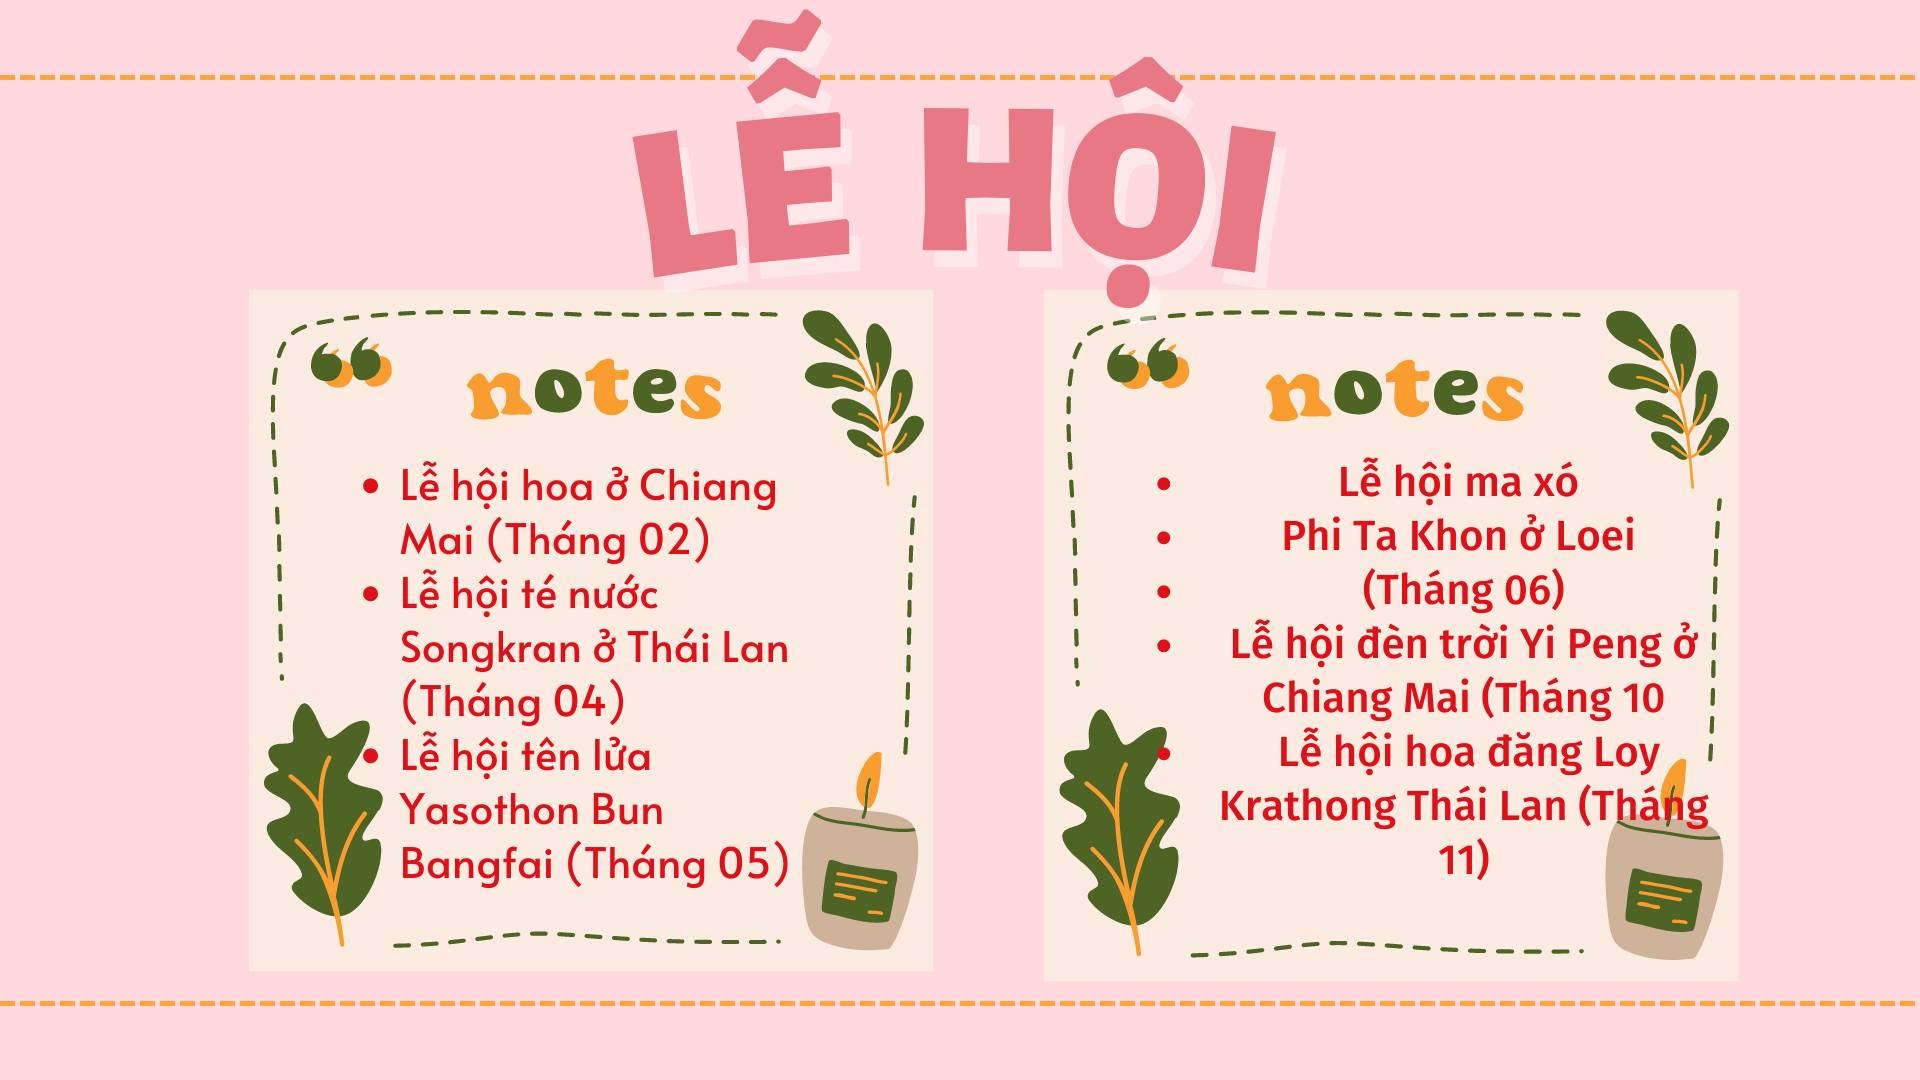 LỄ HỘI
notes
• Lễ hội hoa ở Chiang
Mai (Tháng 02)
• Lễ hội té nước
Songkran ở Thái Lan
(Tháng 04)
• Lễ hội tên lửa
Yasothon Bun
Bangfai (Tháng 05)
notes
• Lễ hội ma xó
• Phi Ta Khon ở Loei
• (Tháng 06)
• Lễ hội đèn trời Yi Peng ở
Chiang Mai (Tháng 10
• Lễ hội hoa đăng Loy
Krathong Thái Lan (Tháng
11)